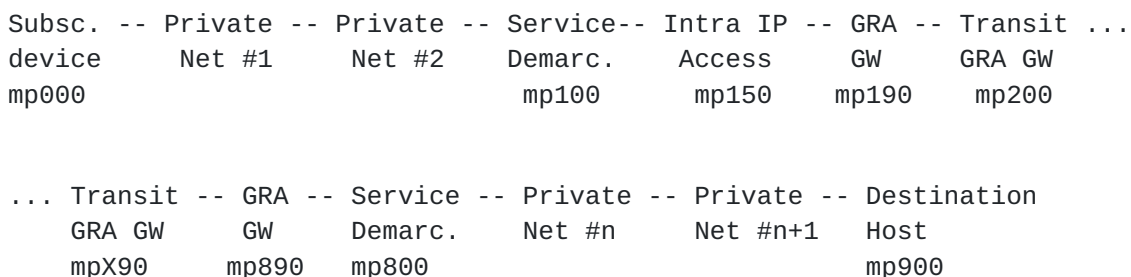 Subsc. -- Private -- Private -- Service-- Intra IP -- GRA -- Transit ...
device     Net #1     Net #2   Demarc.   Access     GW     GRA GW
mp000                          mp100     mp150    mp190    mp200
... Transit -- GRA -- Service -- Private -- Private -- Destination
GRA GW     GW     Demarc.   Net #n    Net #n+1  Host
mpX90    mp890   mp800                          mp900